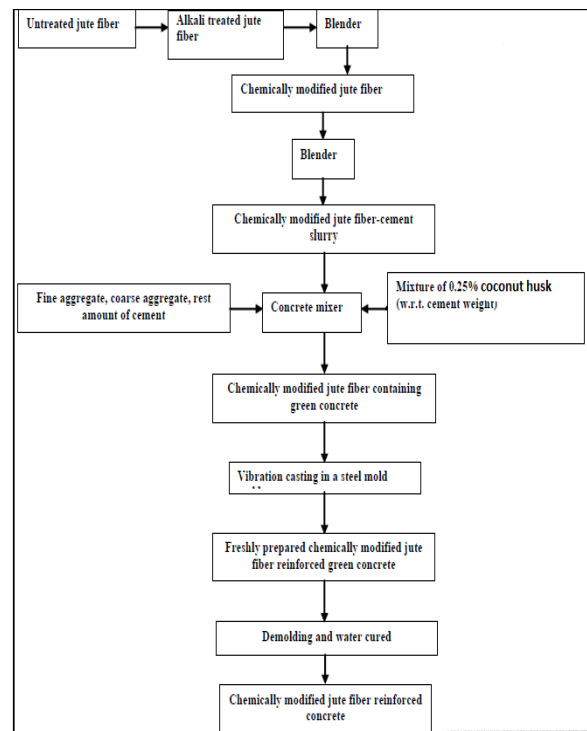 Untreated jute fiber
Alkali treated jute
fiber
Blender
Chemically modified jute fiber
Blender
Chemically modified jute fiber-cement
slurry
Fine aggregate, coarse aggregate, rest
amount of cement
Concrete mixer
Mixture of 0.25% coconut husk
(w.r.t. cement weight)
Chemically modified jute fiber containing
green concrete
Vibration casting in a steel mold
Freshly prepared chemically modified jute
fiber reinforced green concrete
Demolding and water cured
Chemically modified jute fiber reinforced
concrete